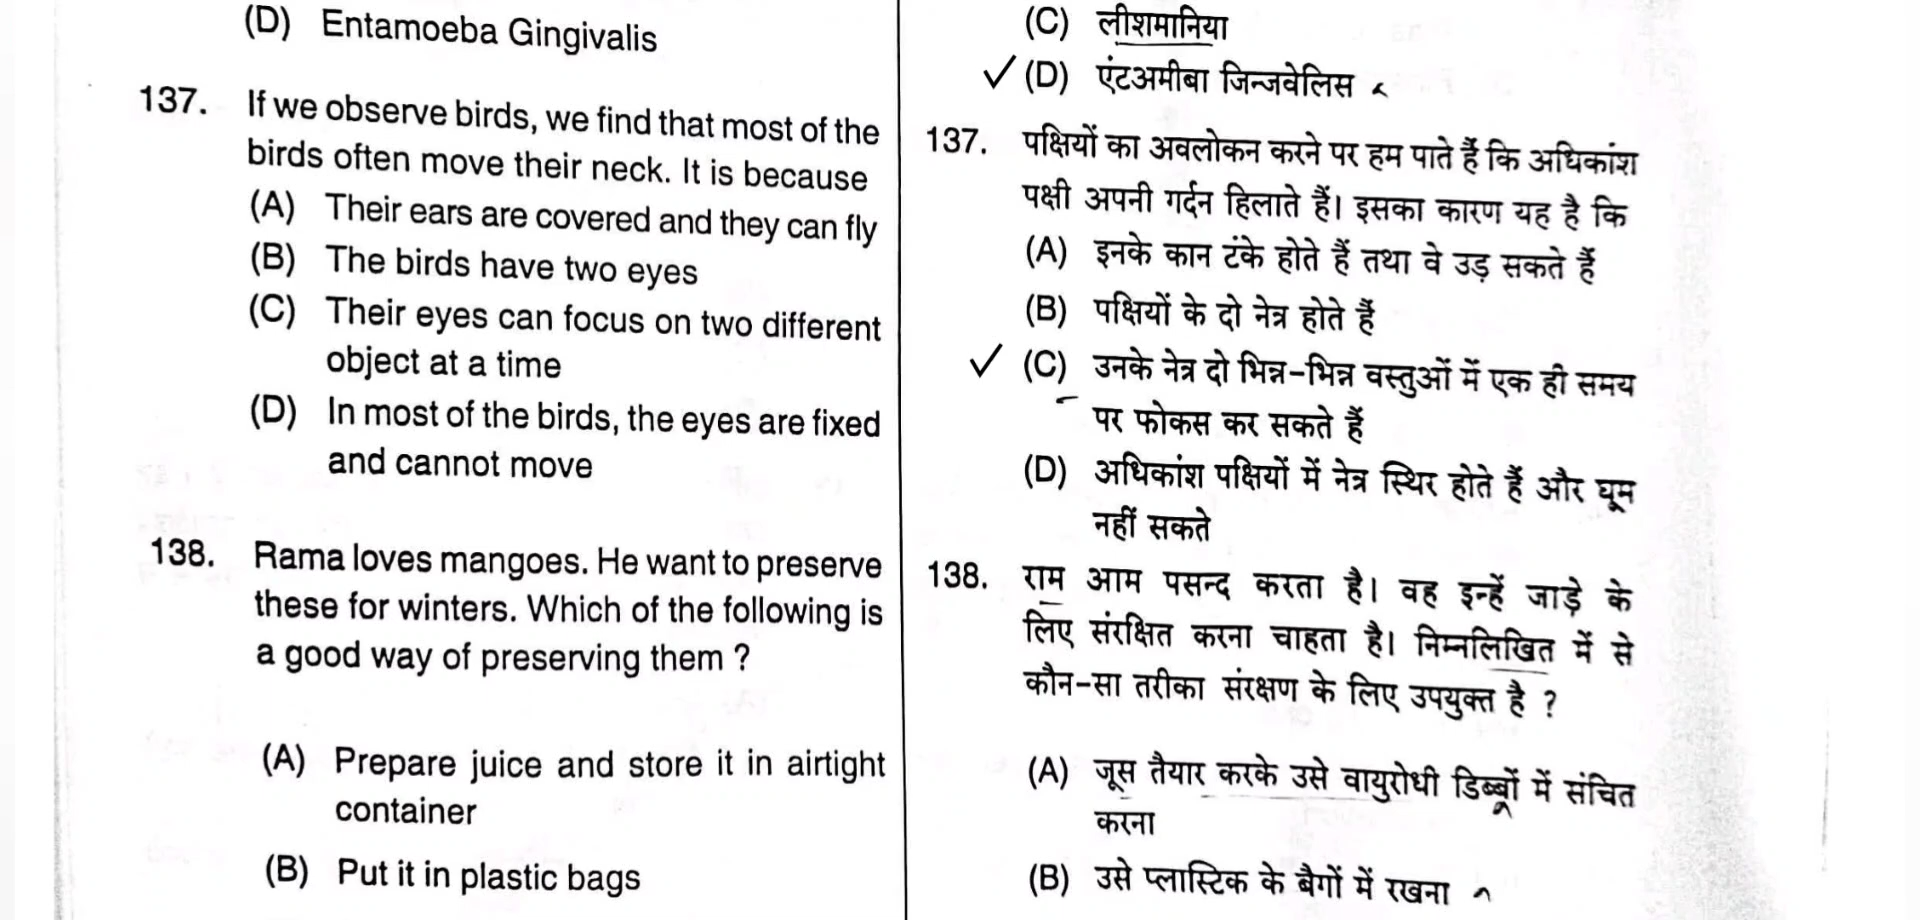 (D) Entamoeba Gingivalis
137. If we observe birds, we find that most of the
birds often move their neck. It is because
(A) Their ears are covered and they can fly
(B) The birds have two eyes
(C) Their eyes can focus on two different
object at a time
(D) In most of the birds, the eyes are fixed
and cannot move
138. Rama loves mangoes. He want to preserve
these for winters. Which of the following is
a good way of preserving them ?
(A) Prepare juice and store it in airtight
container
(B) Put it in plastic bags
(C) लीशमानिया
✓ (D) एंटअमीबा जिन्जवेलिस
137. पक्षियों का अवलोकन करने पर हम पाते हैं कि अधिकांश
पक्षी अपनी गर्दन हिलाते हैं। इसका कारण यह है कि
(A) इनके कान टंके होते हैं तथा वे उड़ सकते हैं
(B) पक्षियों के दो नेत्र होते हैं
✓ (C) उनके नेत्र दो भिन्न-भिन्न वस्तुओं में एक ही समय
पर फोकस कर सकते हैं
(D) अधिकांश पक्षियों में नेत्र स्थिर होते हैं और घूम
नहीं सकते
138. राम आम पसन्द करता है। वह इन्हें जाड़े के
लिए संरक्षित करना चाहता है। निम्नलिखित में से
कौन-सा तरीका संरक्षण के लिए उपयुक्त है ?
(A) जूस तैयार करके उसे वायुरोधी डिब्बों में संचित
करना
(B) उसे प्लास्टिक के बैगों में रखना